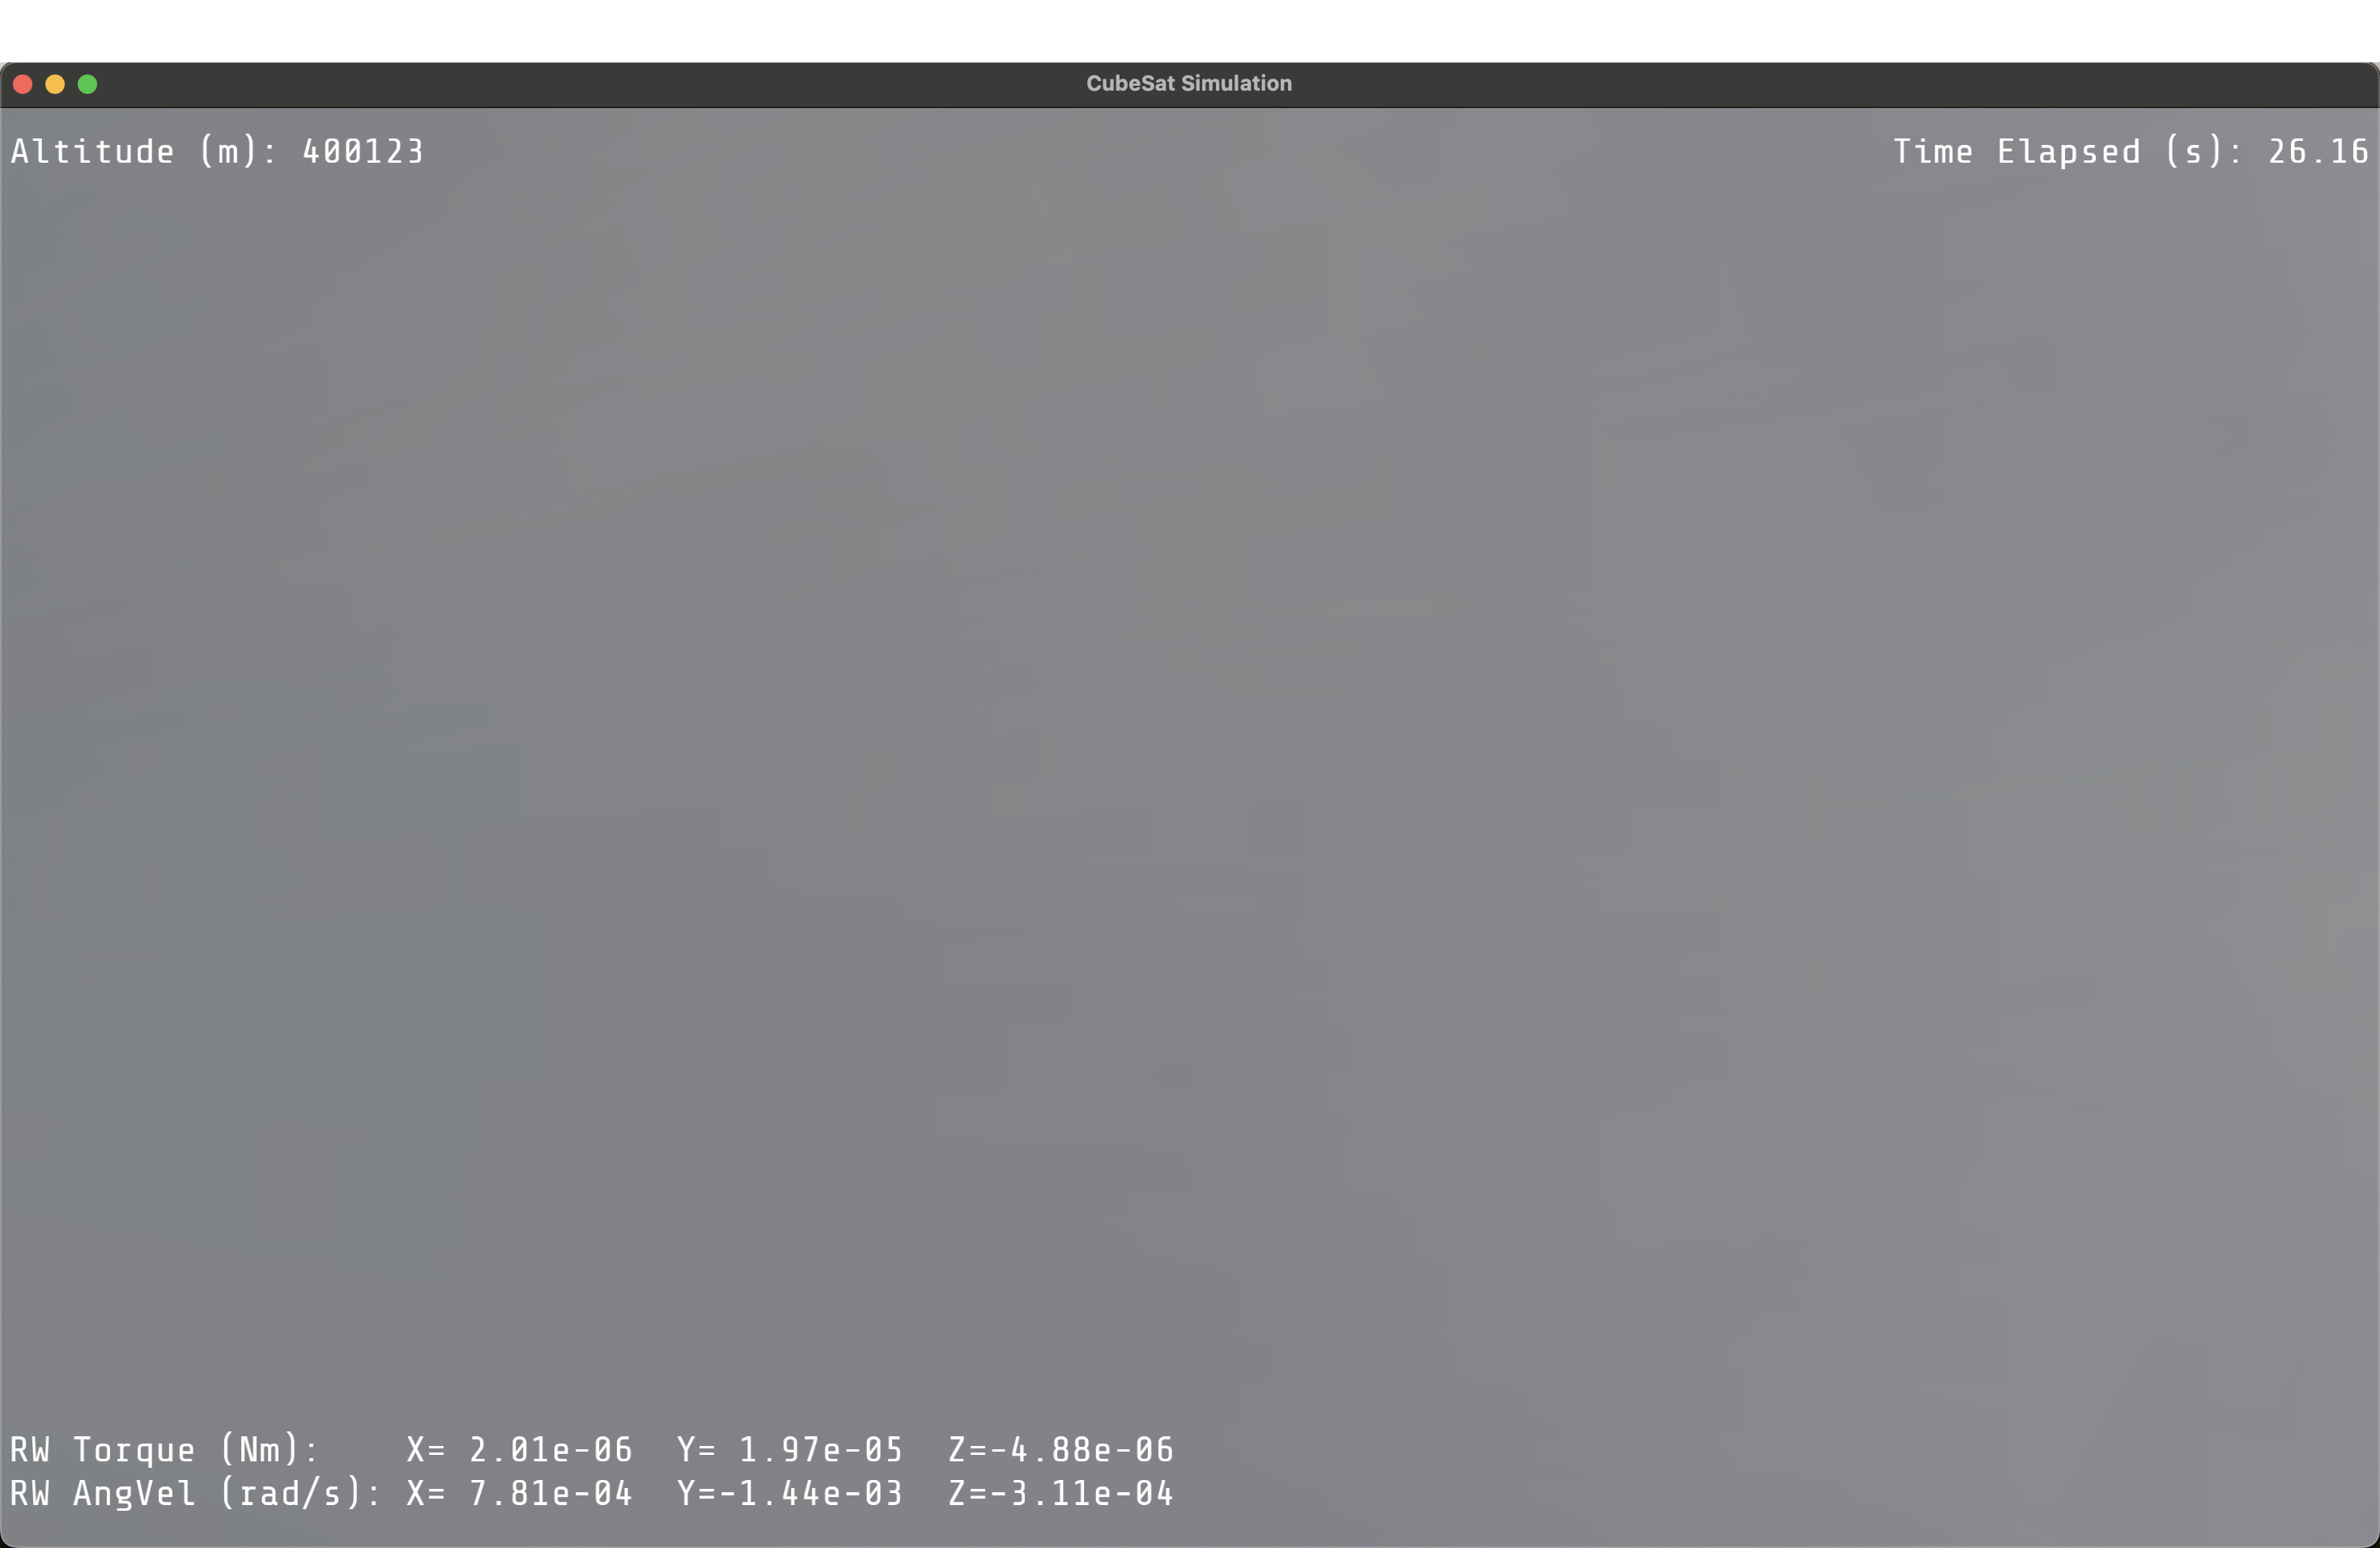 CubeSat Simulation
Altitude (m): 400123
Time Elapsed (s): 26.16
RW Torque (Nm):    X= 2.01e-06  Y= 1.97e-05  Z=-4.88e-06
RW AngVel (rad/s): X= 7.81e-04  Y=-1.44e-03  Z=-3.11e-04